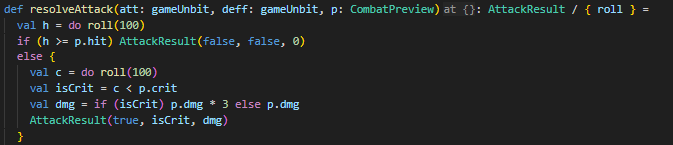 def resolveAttack(att: gameUnbit, deff: gameUnbit, p: CombatPreview) at {}: AttackResult / { roll } =
  val h = do roll(100)
  if (h >= p.hit) AttackResult(false, false, 0)
  else {
    val c = do roll(100)
    val isCrit = c < p.crit
    val dmg = if (isCrit) p.dmg * 3 else p.dmg
    AttackResult(true, isCrit, dmg)
  }